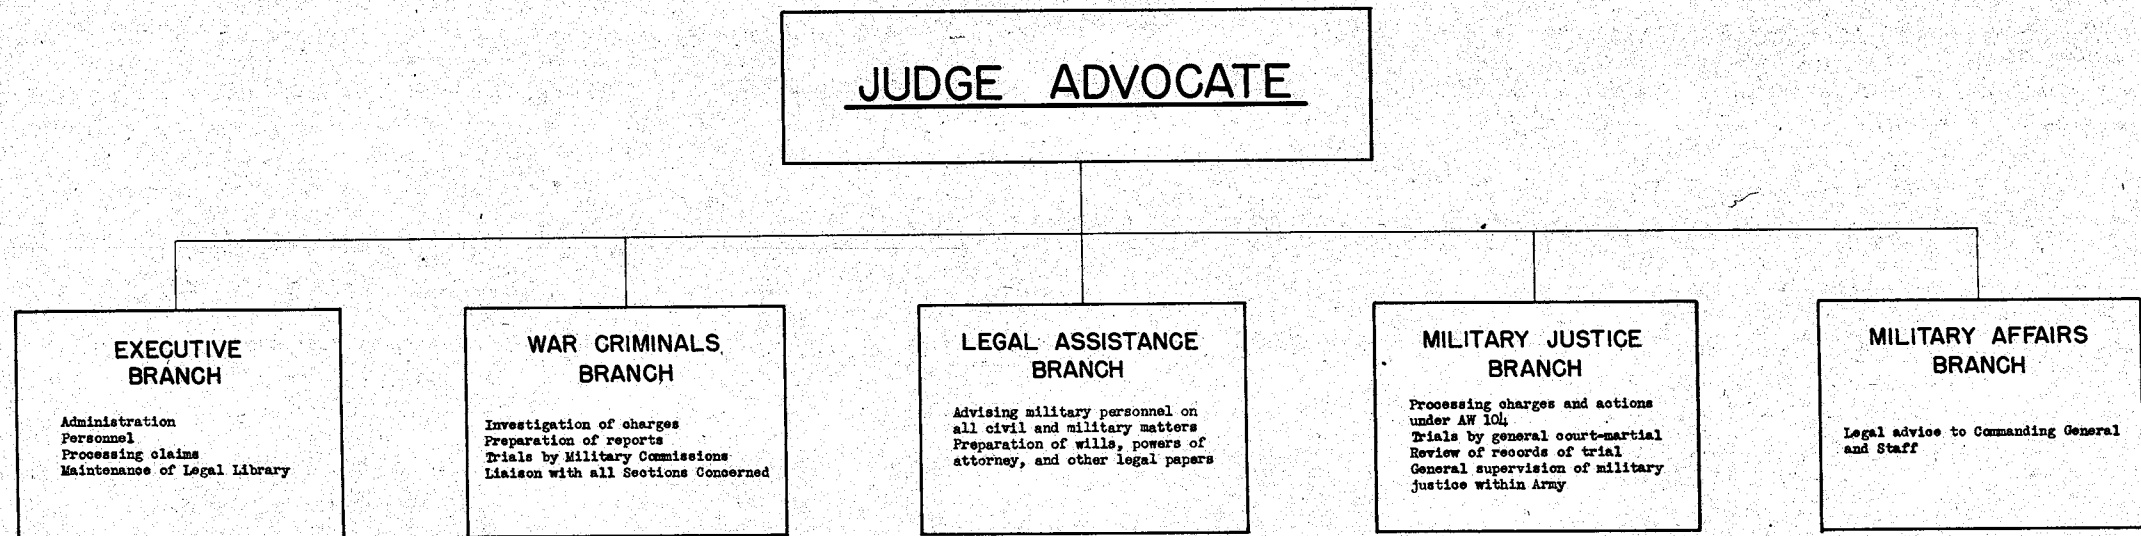 JUDGE ADVOCATE
EXECUTIVE
BRANCH
Administration
Personnel
Processing claims
Maintenance of Legal Library
WAR CRIMINALS
BRANCH
Investigation of charges
Preparation of reports
Trials by Military Commissions
Liaison with all Sections Concerned
LEGAL ASSISTANCE
BRANCH
Advising military personnel on
all civil and military matters
Preparation of wills, powers of
attorney, and other legal papers
MILITARY JUSTICE
BRANCH
Processing charges and actions
under AW 104
Trials by general court-martial
Review of records of trial
General supervision of military
justice within Army
MILITARY AFFAIRS
BRANCH
Legal advice to Commanding General
and Staff